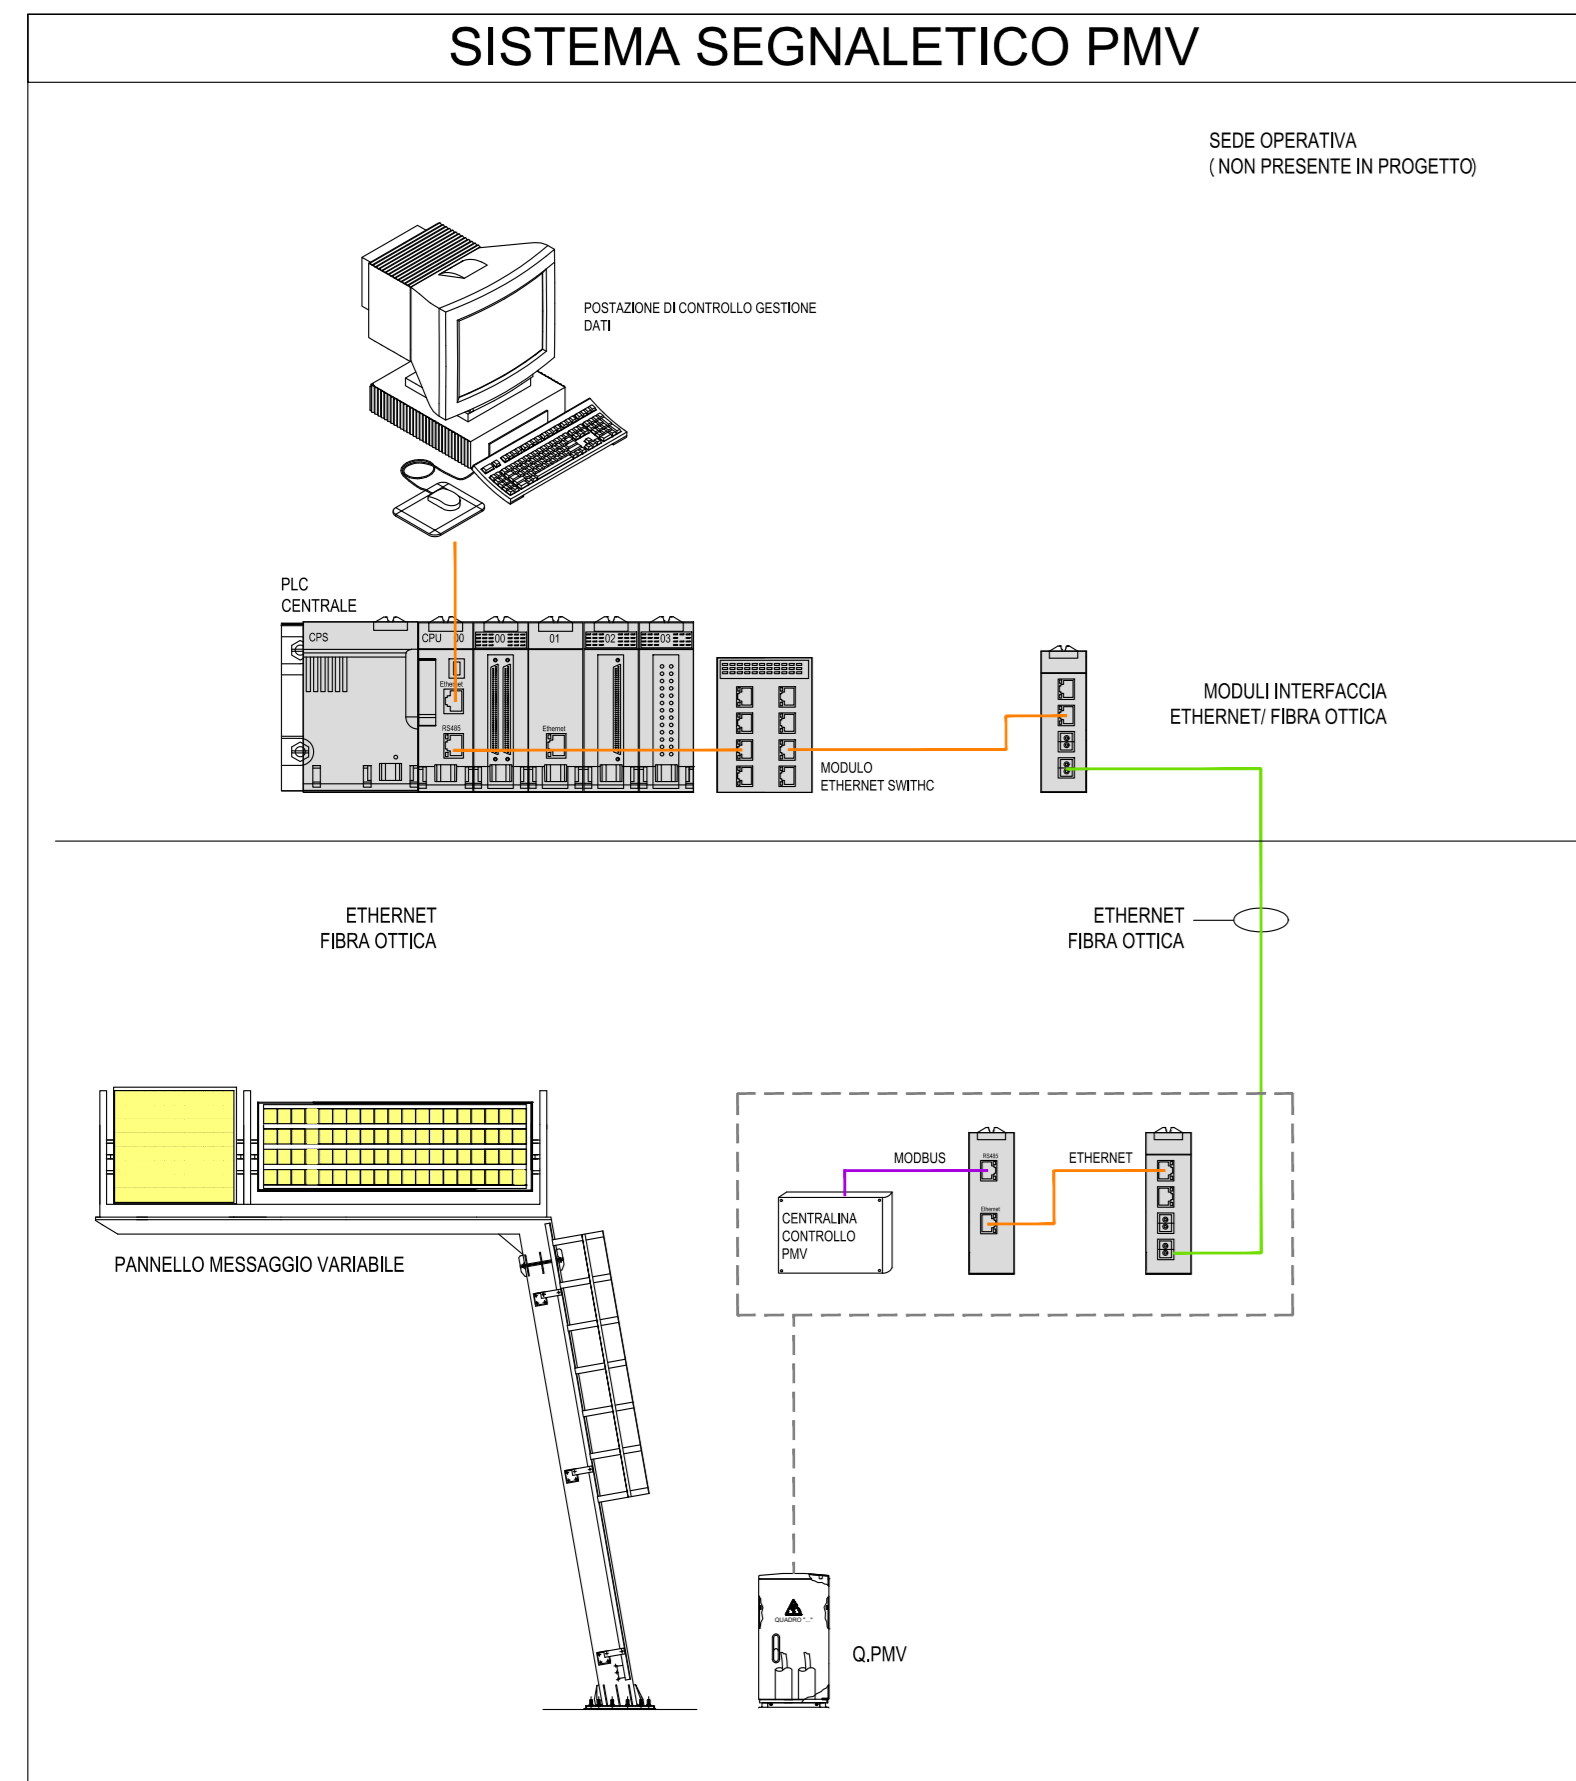 SISTEMA SEGNALETICO PMV
SEDE OPERATIVA
( NON PRESENTE IN PROGETTO)
POSTAZIONE DI CONTROLLO GESTIONE
DATI
PLC
CENTRALE
CPS
CPU
00
00
01
02
03
Ethernet
RS485
Ethernet
MODULO
ETHERNET SWITHC
MODULI INTERFACCIA
ETHERNET/ FIBRA OTTICA
ETHERNET
FIBRA OTTICA
ETHERNET
FIBRA OTTICA
PANNELLO MESSAGGIO VARIABILE
MODBUS
RS485
ETHERNET
Ethernet
CENTRALINA
CONTROLLO
PMV
QUADRO "..."
Q.PMV